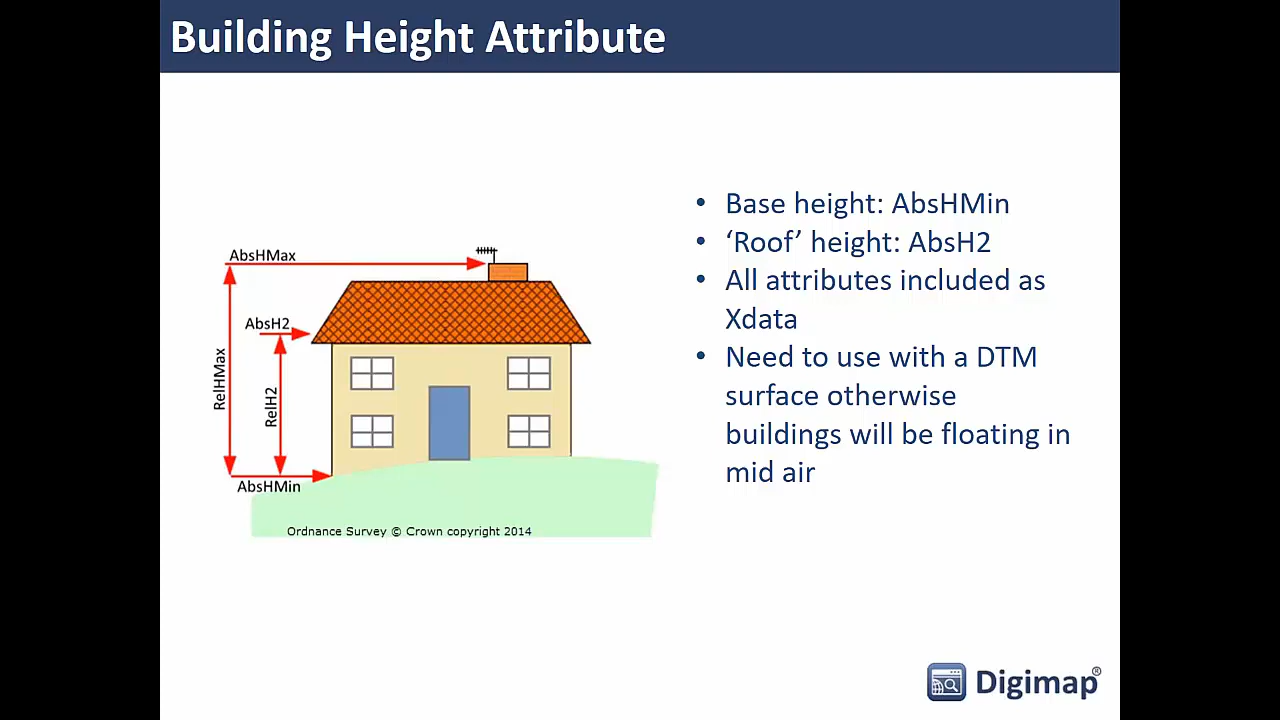 Building Height Attribute
AbsHMax
AbsH2
RelHMax
RelH2
AbsHMin
Ordnance Survey © Crown copyright 2014
• Base height: AbsHMin
• ‘Roof’ height: AbsH2
• All attributes included as
Xdata
• Need to use with a DTM
surface otherwise
buildings will be floating in
mid air
Digimap®